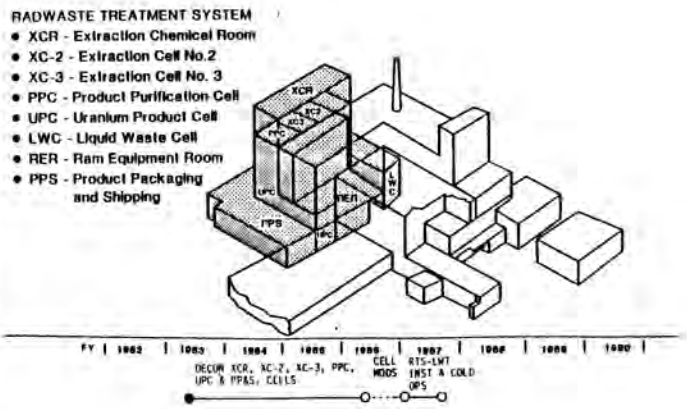 RADWASTE TREATMENT SYSTEM
● XCR - Extraction Chemical Room
● XC-2 - Extraction Cell No.2
● XC-3 - Extraction Cell No. 3
● PPC - Product Purification Cell
● UPC - Uranium Product Cell
● LWC - Liquid Waste Cell
● RER - Ram Equipment Room
● PPS - Product Packaging
and Shipping
XCR
XC2
XC3
PPC
LWC
UPC
RER
PPS
UPC
FY | 1982 | 1983 | 1984 | 1985 | 1986 | 1987 | 1988 | 1989 | 1990 |
DECON XCR, XC-2, XC-3, PPC,
UPC & PP&S, CELLS
CELL
MODS
RTS-LWT
INST & COLD
OPS